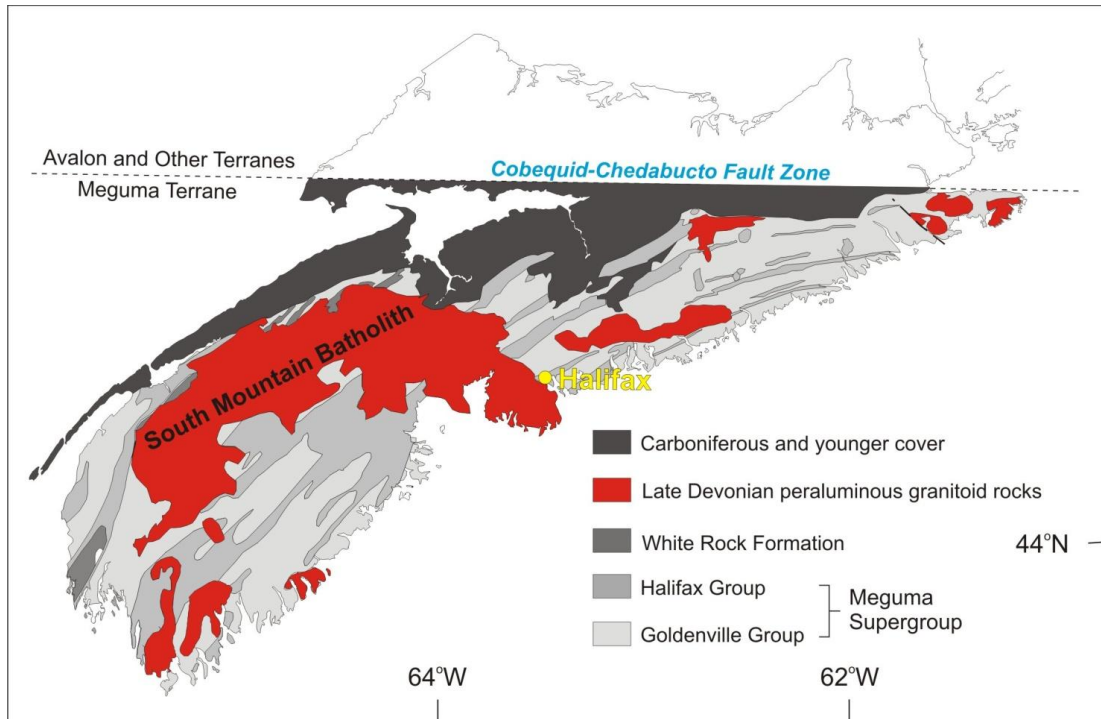 Avalon and Other Terranes
Meguma Terrane
Cobequid-Chedabucto Fault Zone
South Mountain Batholith
Halifax
Carboniferous and younger cover
Late Devonian peraluminous granitoid rocks
White Rock Formation
Halifax Group
Goldenville Group
Meguma
Supergroup
44°N
64°W
62°W